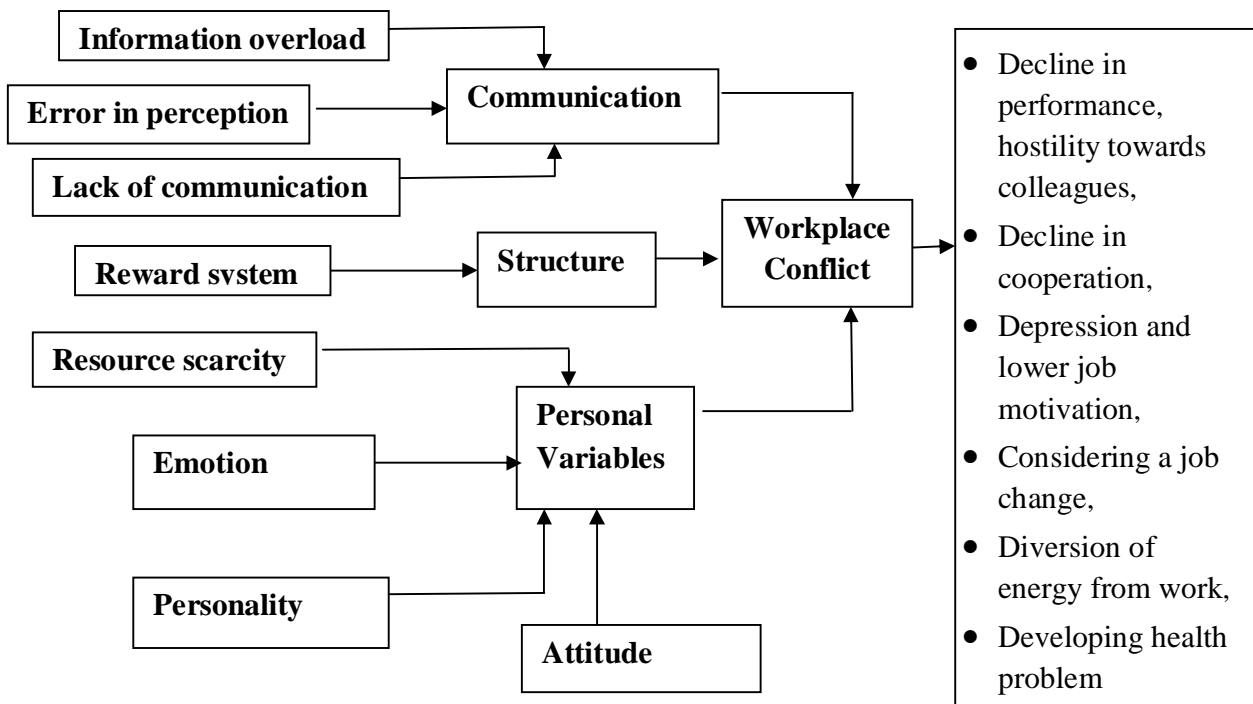 Information overload
Error in perception
Lack of communication
Communication
Reward system
Structure
Workplace
Conflict
Resource scarcity
Emotion
Personality
Attitude
Personal
Variables
• Decline in
performance,
hostility towards
colleagues,
• Decline in
cooperation,
• Depression and
lower job
motivation,
• Considering a job
change,
• Diversion of
energy from work,
• Developing health
problem